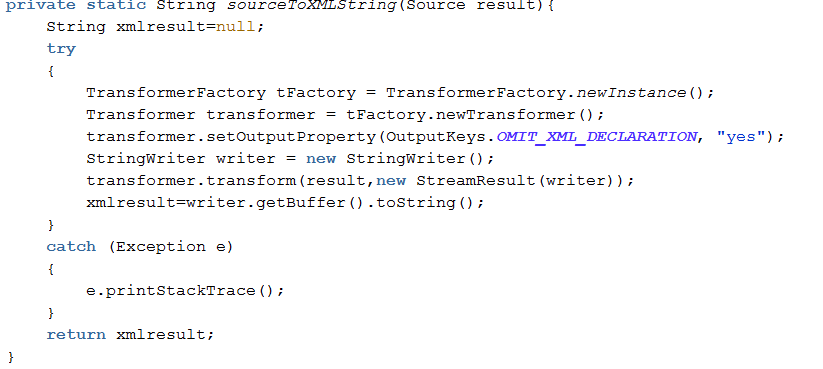 private static String sourceToXMLString(Source result){
    String xmlresult=null;
    try
    {
        TransformerFactory tFactory = TransformerFactory.newInstance();
        Transformer transformer = tFactory.newTransformer();
        transformer.setOutputProperty(OutputKeys.OMIT_XML_DECLARATION, "yes");
        StringWriter writer = new StringWriter();
        transformer.transform(result,new StreamResult(writer));
        xmlresult=writer.getBuffer().toString();
    }
    catch (Exception e)
    {
        e.printStackTrace();
    }
    return xmlresult;
}